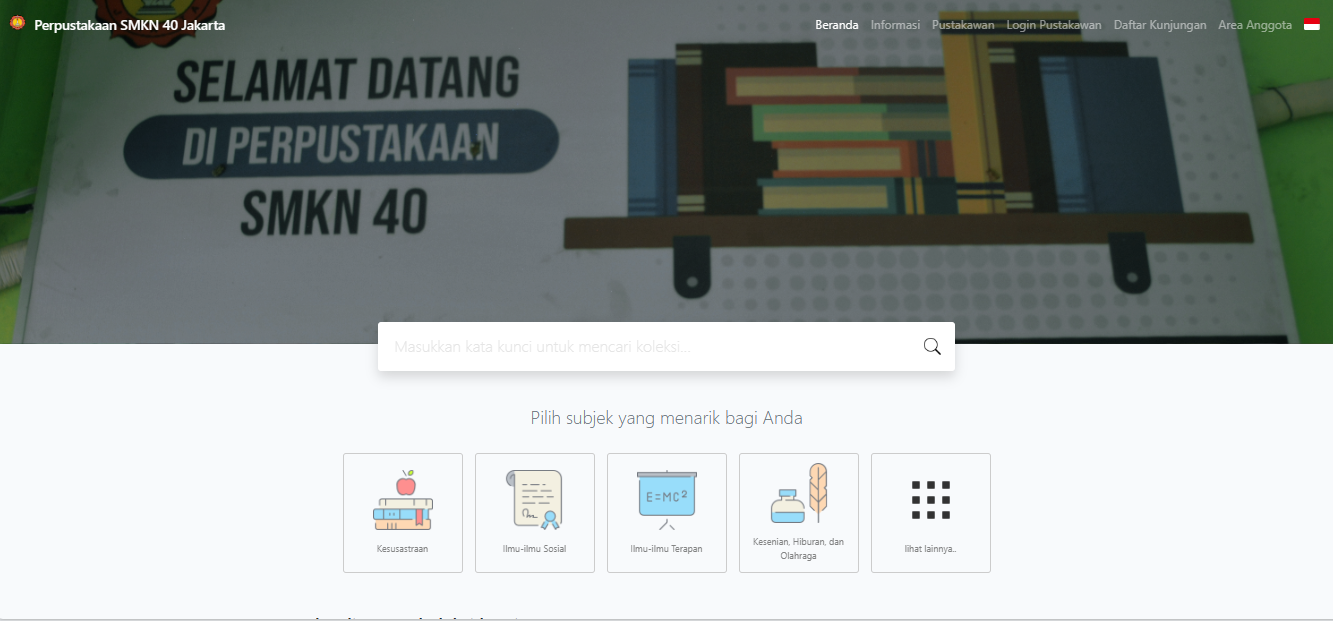 Perpustakaan SMKN 40 Jakarta
Beranda Informasi Pustakawan Login Pustakawan Daftar Kunjungan Area Anggota
SELAMAT DATANG
DI PERPUSTAKAAN
SMKN 40
Masukkan kata kunci untuk mencari koleksi...
Pilih subjek yang menarik bagi Anda
E=MC²
Kesusastraan
Ilmu-ilmu Sosial
Ilmu-ilmu Terapan
Kesenian, Hiburan, dan
Olahraga
lihat lainnya..